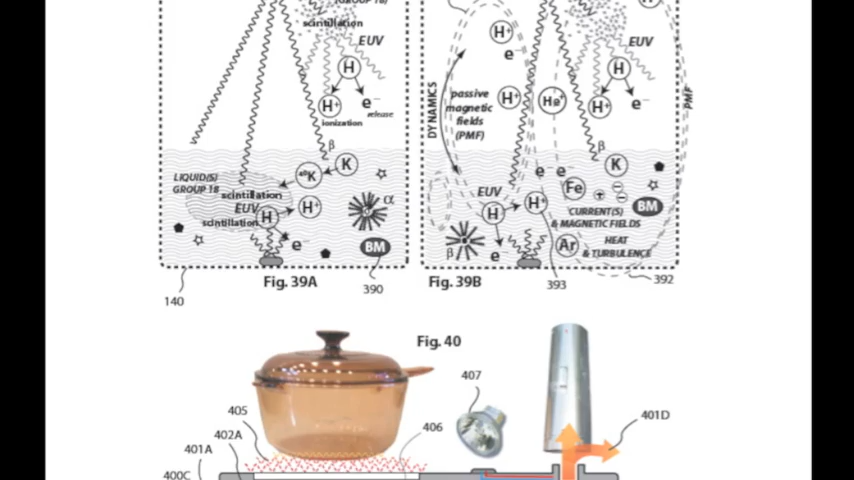 scintillation
EUV
H
H+
e−
release
ionization
β
K
40K
LIQUID(S)
GROUP 18
scintillation
EUV
scintillation
H
H+
e−
α
BM
Fig. 39A
390
140
H+
e−
EUV
H
H+
e−
DYNAMICS
passive
magnetic
fields
(PMF)
H+
He+
PMF
β
K
e− e−
Fe
EUV
H
H+
BM
CURRENT(S)
& MAGNETIC FIELDS
Ar
HEAT
& TURBULENCE
β
e−
Fig. 39B
393
392
Fig. 40
407
405
402A
401A
400C
406
401D